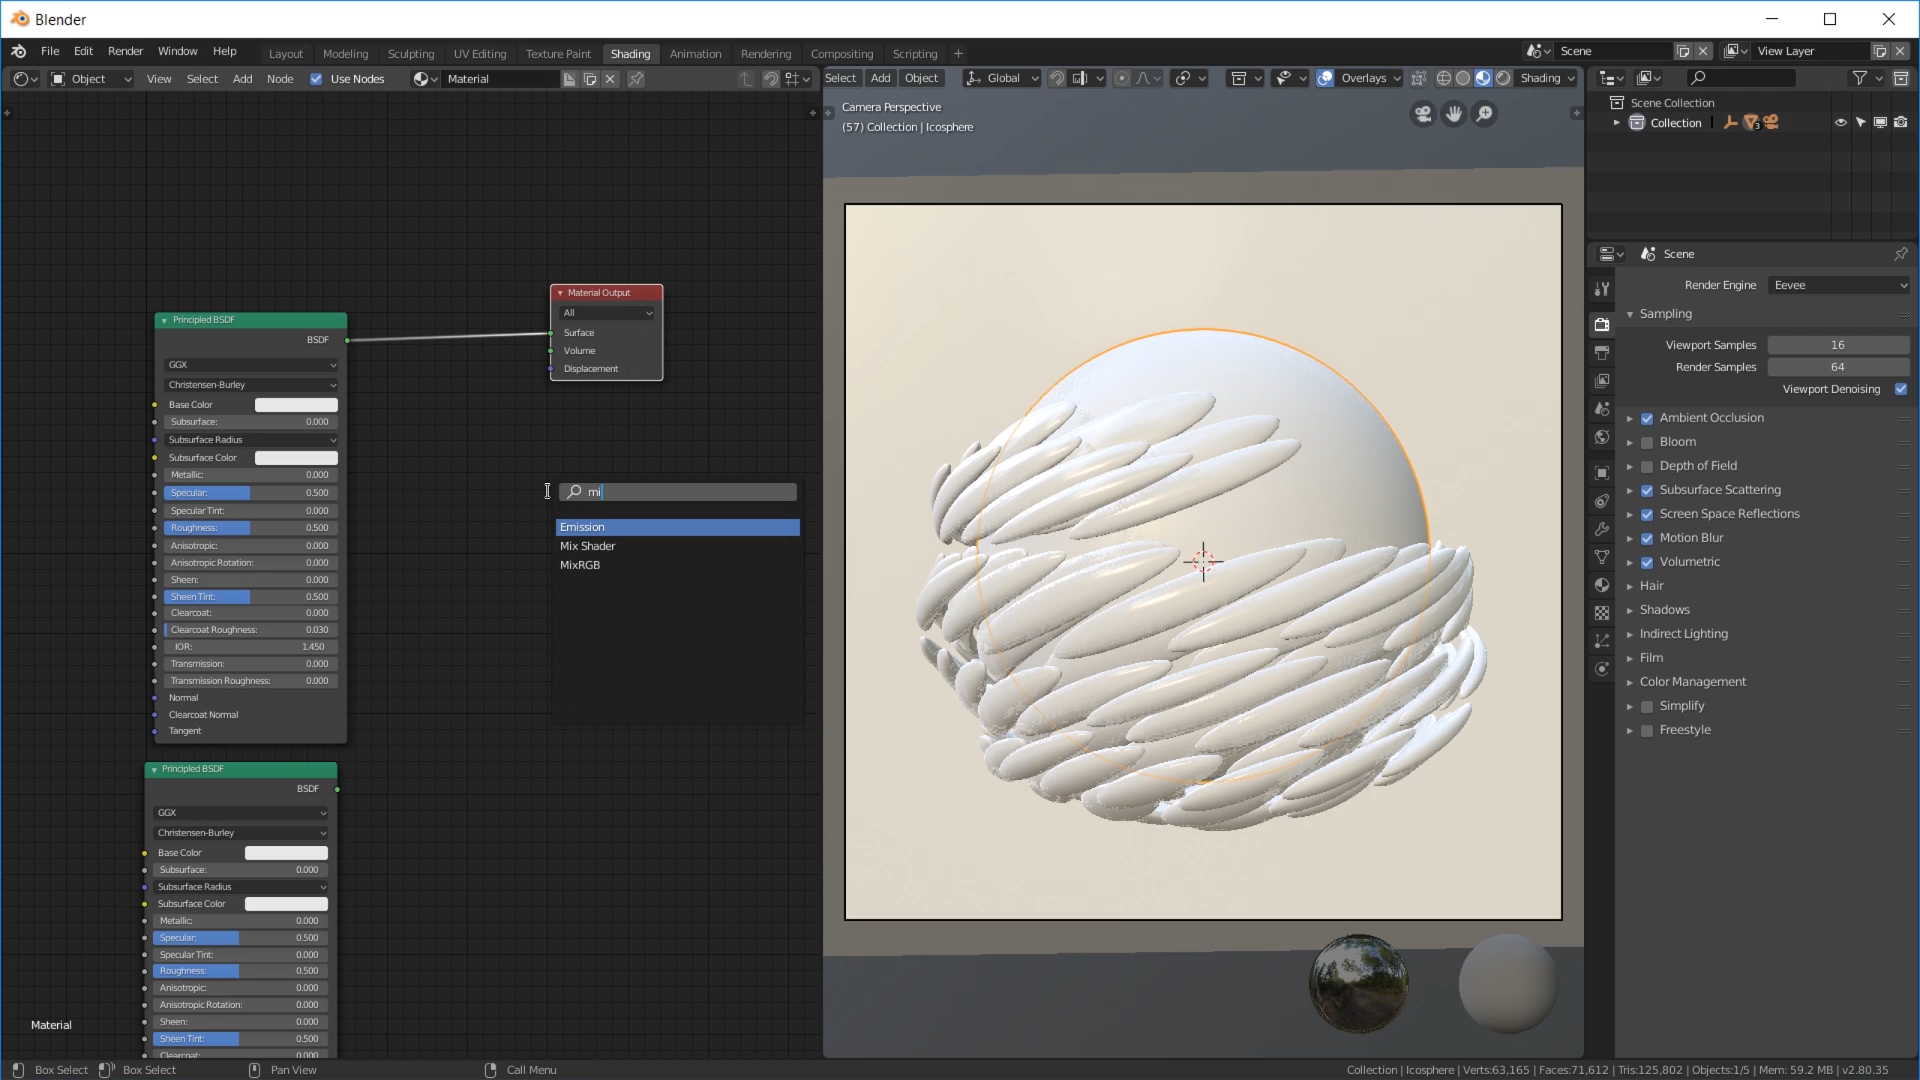 Blender
File Edit Render Window Help
Layout Modeling Sculpting UV Editing Texture Paint Shading Animation Rendering Compositing Scripting +
Scene
View Layer
Object View Select Add Node Use Nodes Material
Select Add Object Global Overlays Shading
Camera Perspective
(57) Collection | Icosphere
Scene Collection
Collection 3
Material Output
All
Surface
Volume
Displacement
Principled BSDF
BSDF
GGX
Christensen-Burley
Base Color
Subsurface: 0.000
Subsurface Radius
Subsurface Color
Metallic: 0.000
Specular: 0.500
Specular Tint: 0.000
Roughness: 0.500
Anisotropic: 0.000
Anisotropic Rotation: 0.000
Sheen: 0.000
Sheen Tint: 0.500
Clearcoat: 0.000
Clearcoat Roughness: 0.030
IOR: 1.450
Transmission: 0.000
Transmission Roughness: 0.000
Normal
Clearcoat Normal
Tangent
mi
Emission
Mix Shader
MixRGB
Principled BSDF
BSDF
GGX
Christensen-Burley
Base Color
Subsurface: 0.000
Subsurface Radius
Subsurface Color
Metallic: 0.000
Specular: 0.500
Specular Tint: 0.000
Roughness: 0.500
Anisotropic: 0.000
Anisotropic Rotation: 0.000
Sheen: 0.000
Sheen Tint: 0.500
Clearcoat: 0.000
Material
Scene
Render Engine Eevee
Sampling
Viewport Samples 16
Render Samples 64
Viewport Denoising
Ambient Occlusion
Bloom
Depth of Field
Subsurface Scattering
Screen Space Reflections
Motion Blur
Volumetric
Hair
Shadows
Indirect Lighting
Film
Color Management
Simplify
Freestyle
Box Select Box Select Pan View Call Menu
Collection | Icosphere | Verts:63,165 | Faces:71,612 | Tris:125,802 | Objects:1/5 | Mem: 59.2 MB | v2.80.35